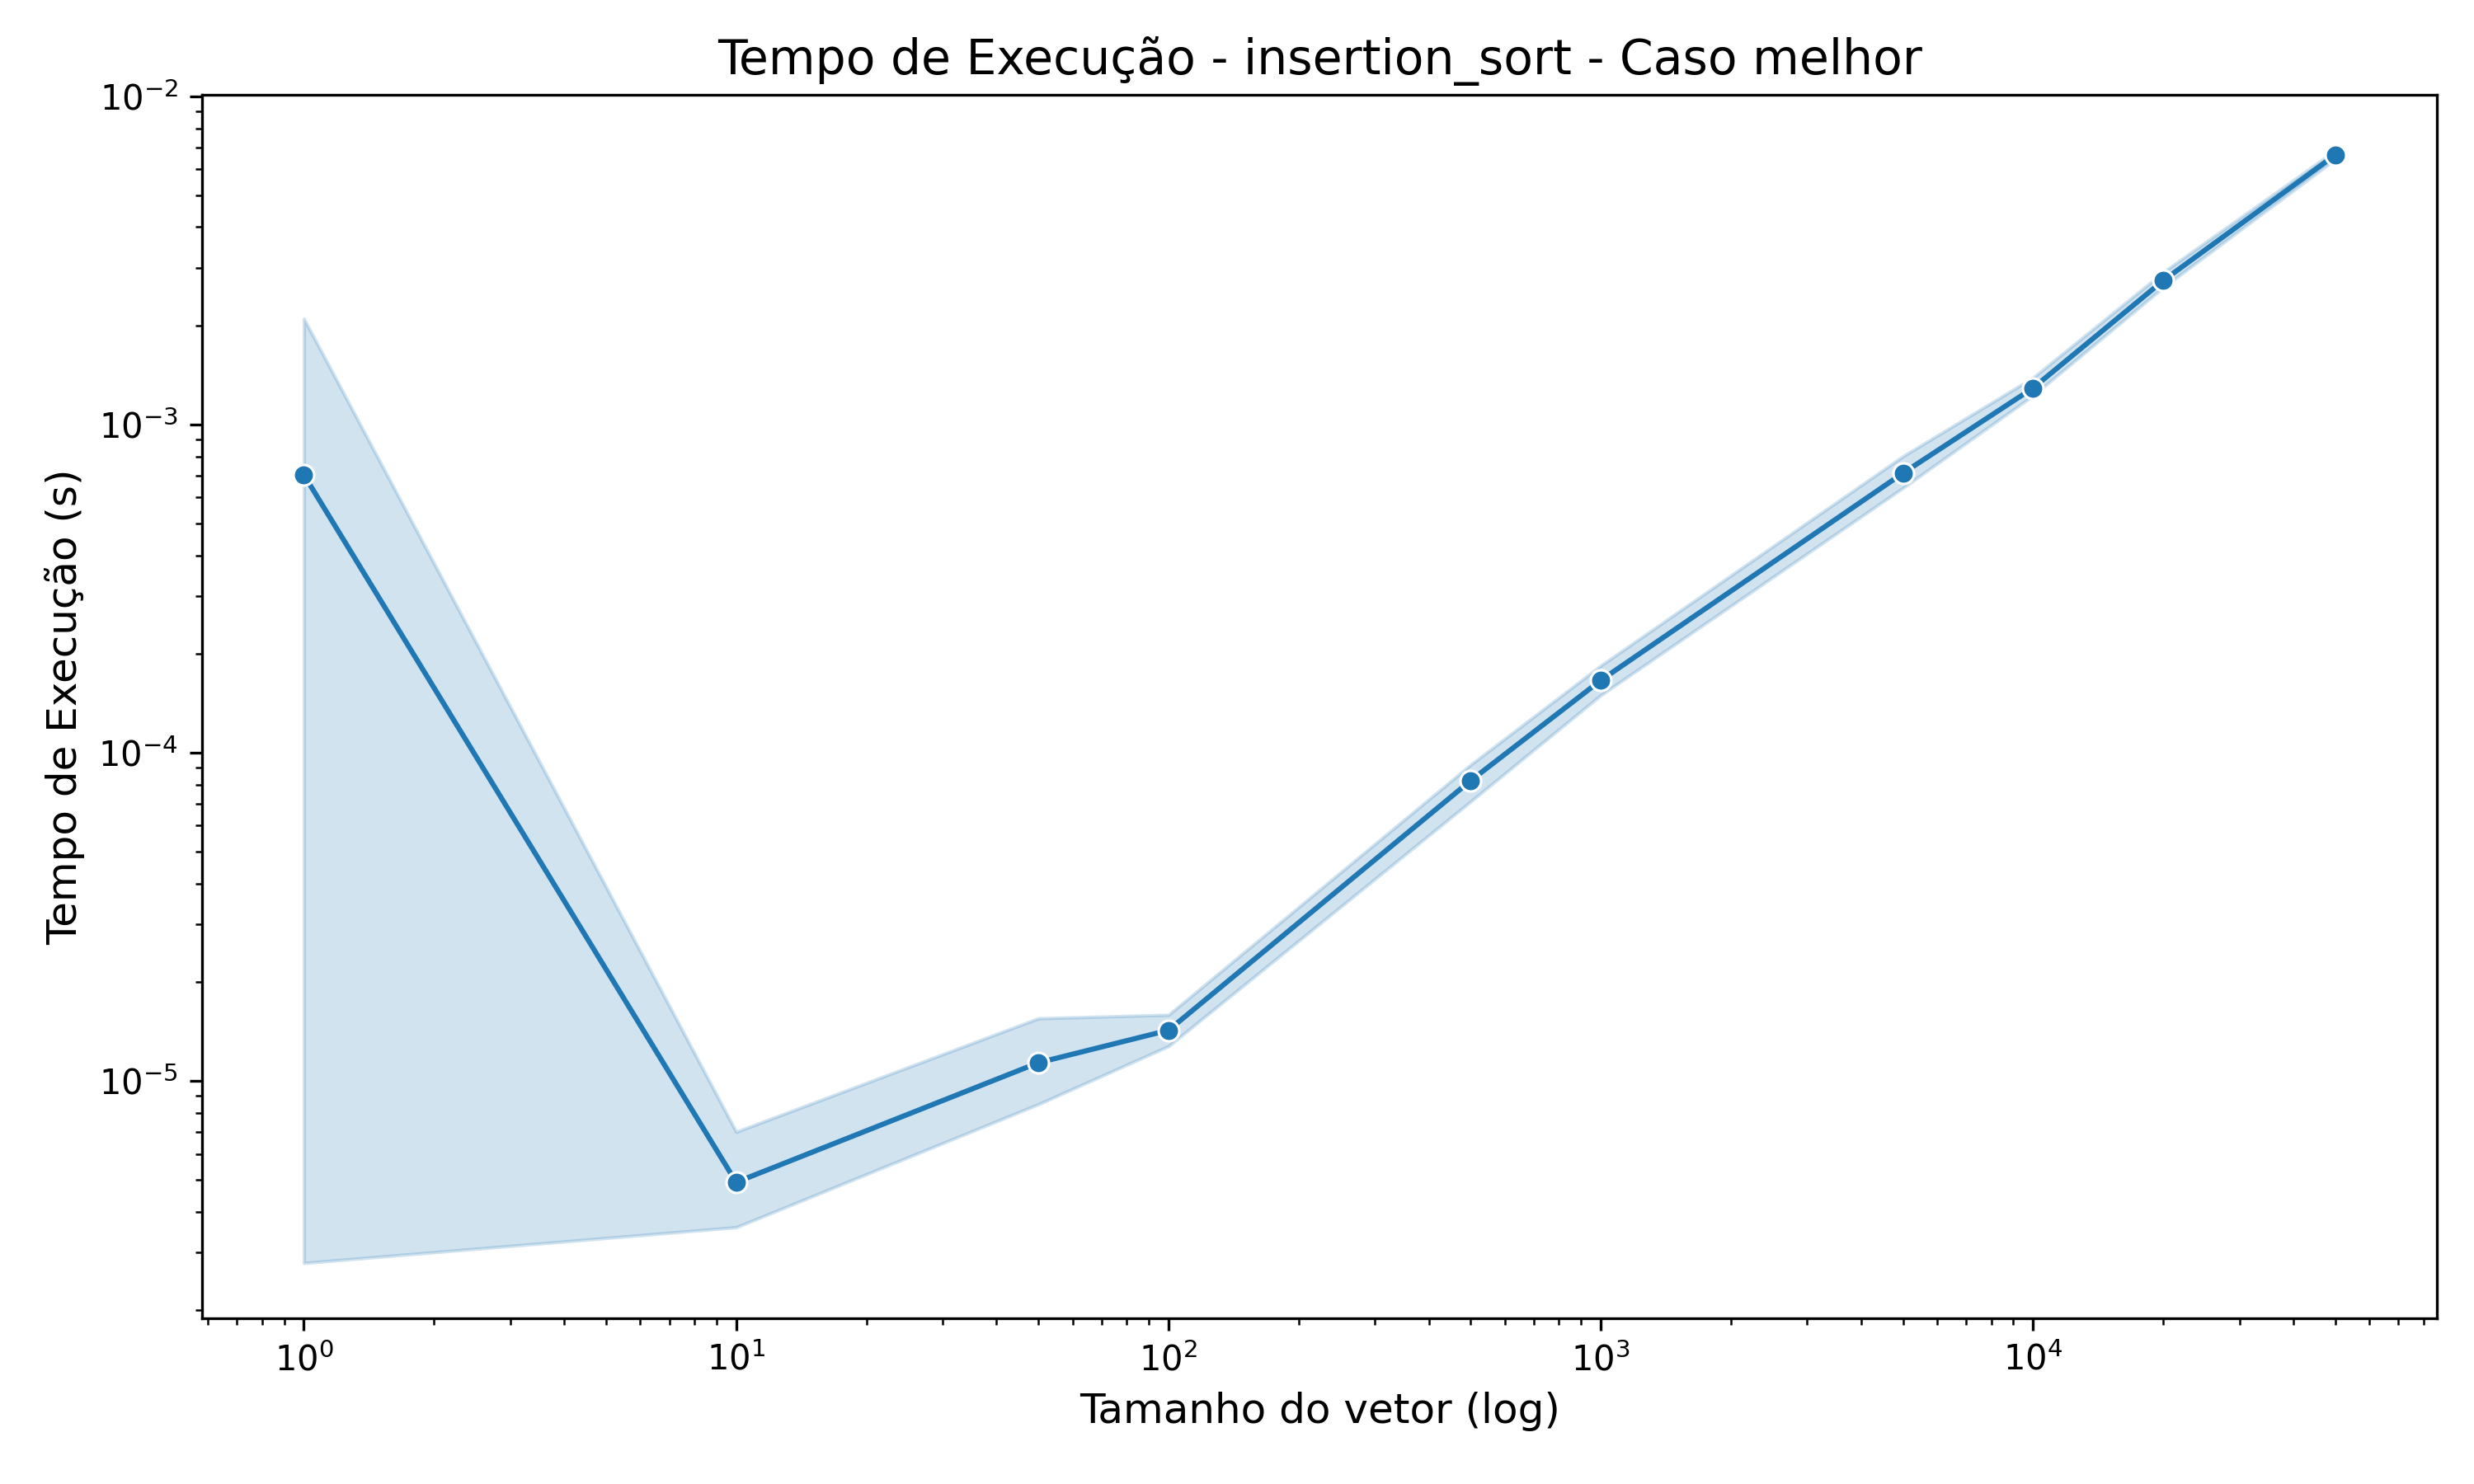 Tempo de Execução - insertion_sort - Caso melhor
10⁻²
10⁻³
10⁻⁴
10⁻⁵
Tempo de Execução (s)
10⁰ 10¹ 10² 10³ 10⁴
Tamanho do vetor (log)